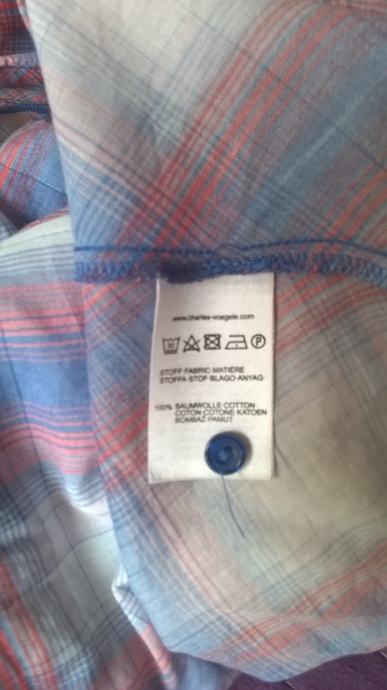 www.charles-voegele.com
P
STOFF FABRIC MATIÈRE
STOFFA STOF BLAGO ANYAG
100% BAUMWOLLE COTTON
COTON COTONE KATOEN
BOMBAŽ PAMUT